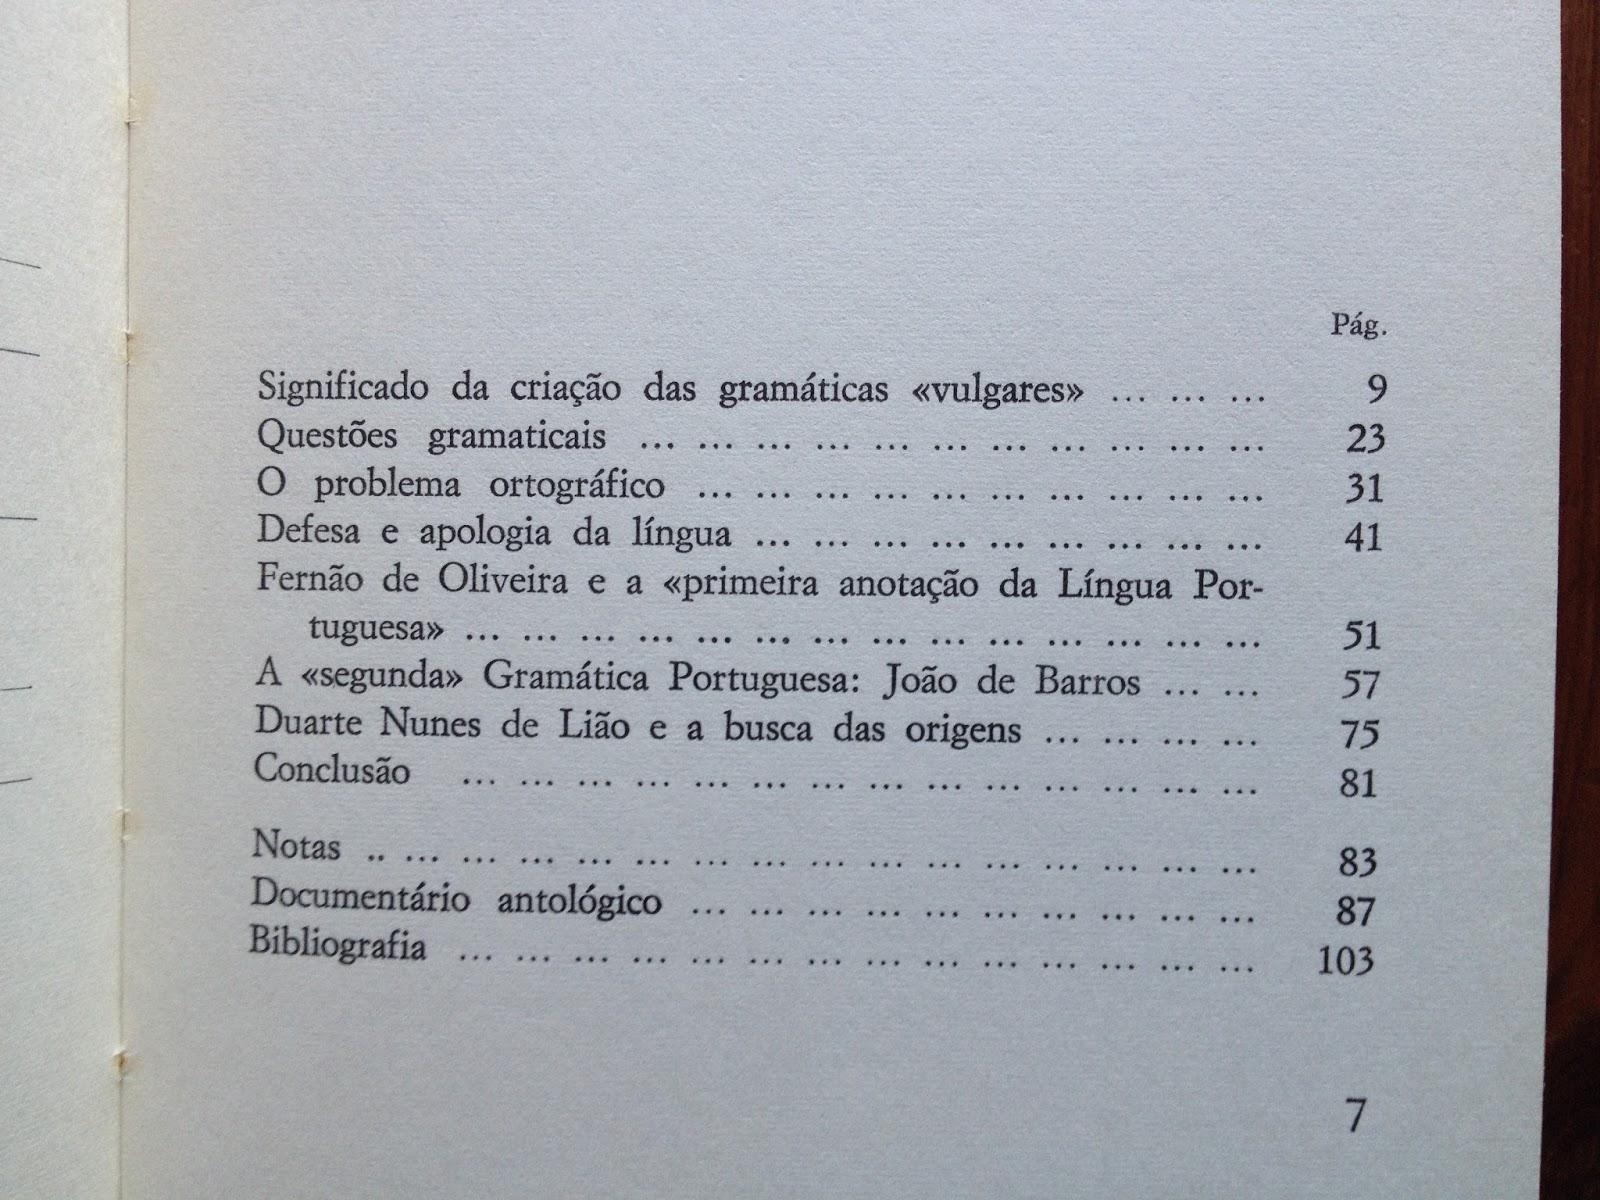 Pág.
Significado da criação das gramáticas «vulgares» ... ... ... 9
Questões gramaticais ... ... ... ... ... ... ... ... ... ... ... 23
O problema ortográfico ... ... ... ... ... ... ... ... ... ... 31
Defesa e apologia da língua ... ... ... ... ... ... ... ... ... 41
Fernão de Oliveira e a «primeira anotação da Língua Por-
tuguesa» ... ... ... ... ... ... ... ... ... ... ... ... ... ... 51
A «segunda» Gramática Portuguesa: João de Barros ... ... 57
Duarte Nunes de Lião e a busca das origens ... ... ... ... 75
Conclusão ... ... ... ... ... ... ... ... ... ... ... ... ... ... 81
Notas .. ... ... ... ... ... ... ... ... ... ... ... ... ... ... ... 83
Documentário antológico ... ... ... ... ... ... ... ... ... ... 87
Bibliografia ... ... ... ... ... ... ... ... ... ... ... ... ... ... 103
7